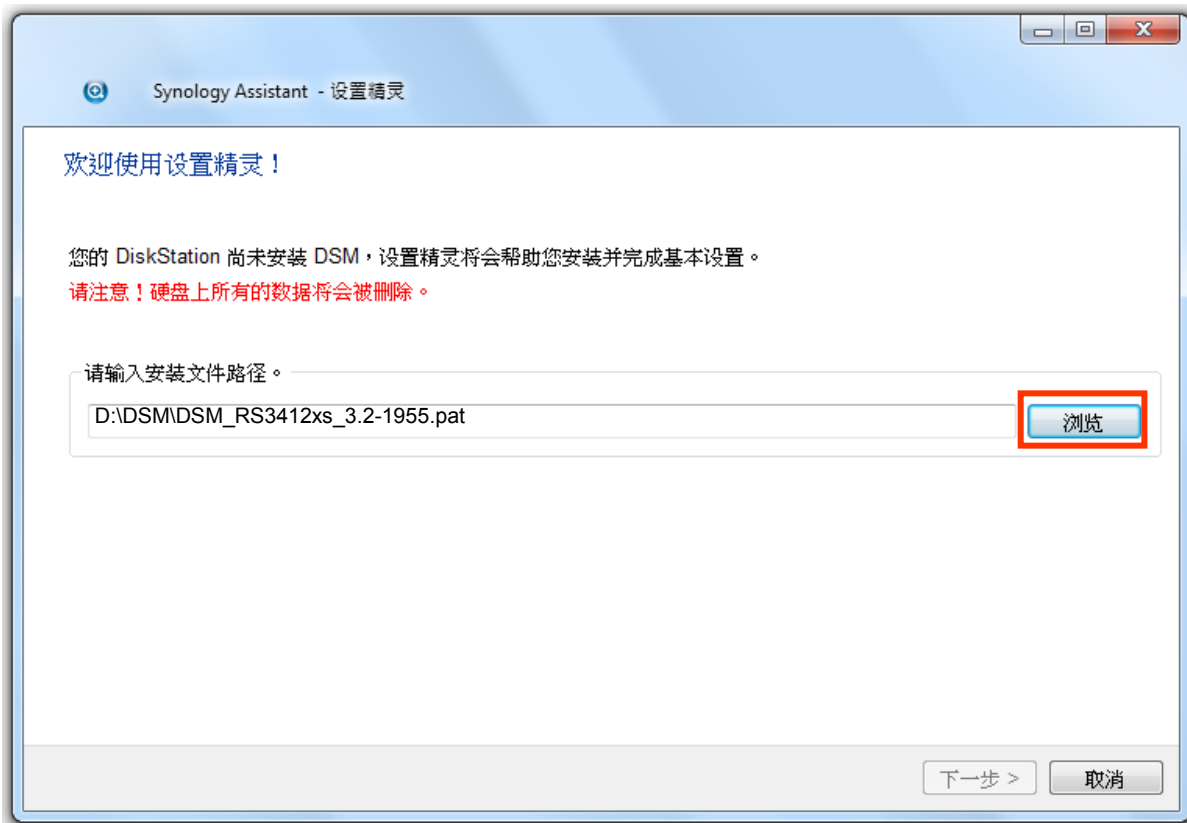 Synology Assistant - 设置精灵
欢迎使用设置精灵！
您的 DiskStation 尚未安装 DSM，设置精灵将会帮助您安装并完成基本设置。
请注意！硬盘上所有的数据将会被删除。
请输入安装文件路径。
D:\DSM\DSM_RS3412xs_3.2-1955.pat
浏览
下一步 >
取消